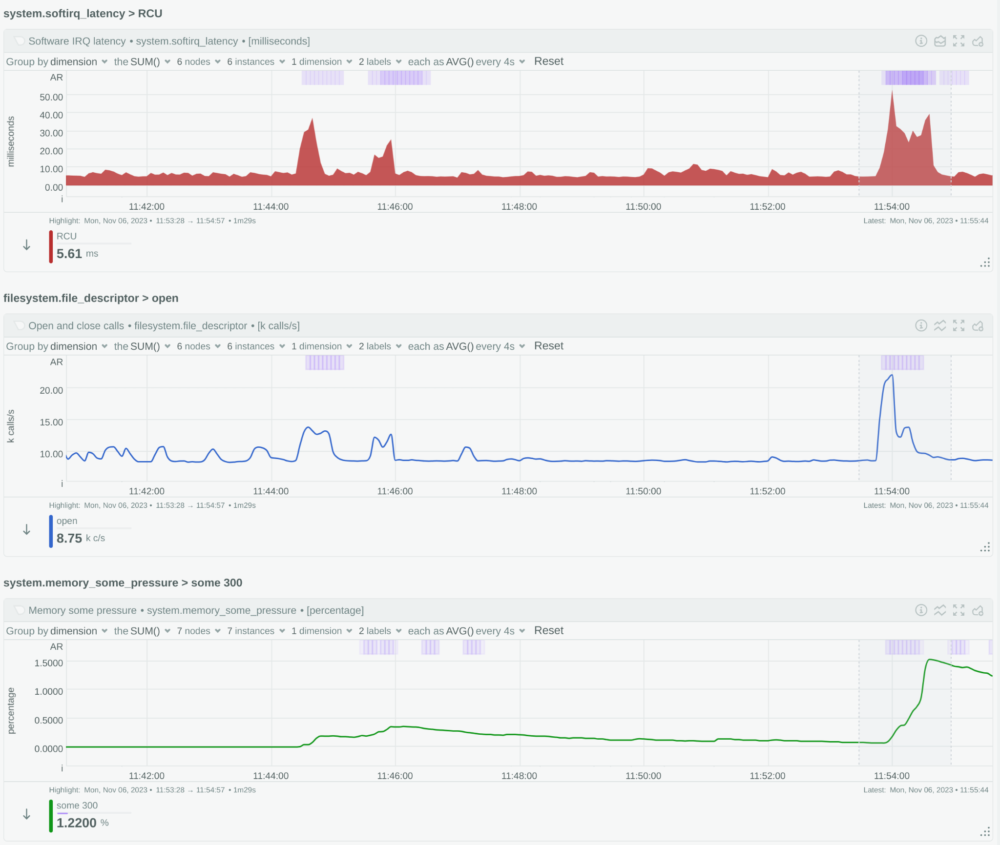 system.softirq_latency > RCU
Software IRQ latency • system.softirq_latency • [milliseconds]
Group by dimension the SUM() 6 nodes 6 instances 1 dimension 2 labels each as AVG() every 4s Reset
AR
50.00
40.00
30.00
20.00
10.00
0.00
i
milliseconds
11:42:00 11:44:00 11:46:00 11:48:00 11:50:00 11:52:00 11:54:00
Highlight: Mon, Nov 06, 2023 • 11:53:28 → 11:54:57 • 1m29s Latest: Mon, Nov 06, 2023 • 11:55:44
RCU
5.61 ms
filesystem.file_descriptor > open
Open and close calls • filesystem.file_descriptor • [k calls/s]
Group by dimension the SUM() 6 nodes 6 instances 1 dimension 2 labels each as AVG() every 4s Reset
AR
20.00
15.00
10.00
i
k calls/s
11:42:00 11:44:00 11:46:00 11:48:00 11:50:00 11:52:00 11:54:00
Highlight: Mon, Nov 06, 2023 • 11:53:28 → 11:54:57 • 1m29s Latest: Mon, Nov 06, 2023 • 11:55:44
open
8.75 k c/s
system.memory_some_pressure > some 300
Memory some pressure • system.memory_some_pressure • [percentage]
Group by dimension the SUM() 7 nodes 7 instances 1 dimension 2 labels each as AVG() every 4s Reset
AR
1.5000
1.0000
0.5000
0.0000
i
percentage
11:42:00 11:44:00 11:46:00 11:48:00 11:50:00 11:52:00 11:54:00
Highlight: Mon, Nov 06, 2023 • 11:53:28 → 11:54:57 • 1m29s Latest: Mon, Nov 06, 2023 • 11:55:44
some 300
1.2200 %